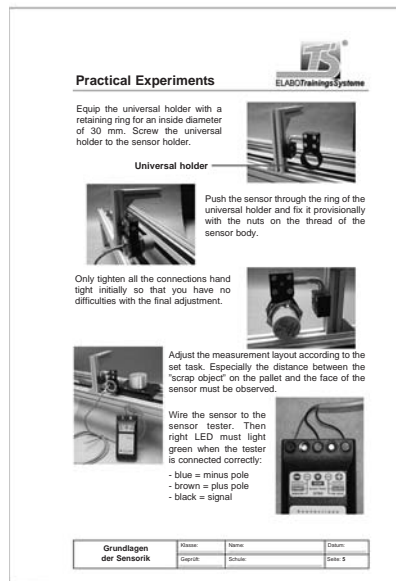 TS®
Practical Experiments
ELABOTrainingsSysteme
Equip the universal holder with a
retaining ring for an inside diameter
of 30 mm. Screw the universal
holder to the sensor holder.
Universal holder
Push the sensor through the ring of the
universal holder and fix it provisionally
with the nuts on the thread of the
sensor body.
Only tighten all the connections hand
tight initially so that you have no
difficulties with the final adjustment.
Adjust the measurement layout according to the
set task. Especially the distance between the
"scrap object" on the pallet and the face of the
sensor must be observed.
Wire the sensor to the
sensor tester. Then
right LED must light
green when the tester
is connected correctly:
- blue = minus pole
- brown = plus pole
- black = signal
Grundlagen
der Sensorik
Klasse: Name: Datum:
Geprüft: Schule: Seite: 5